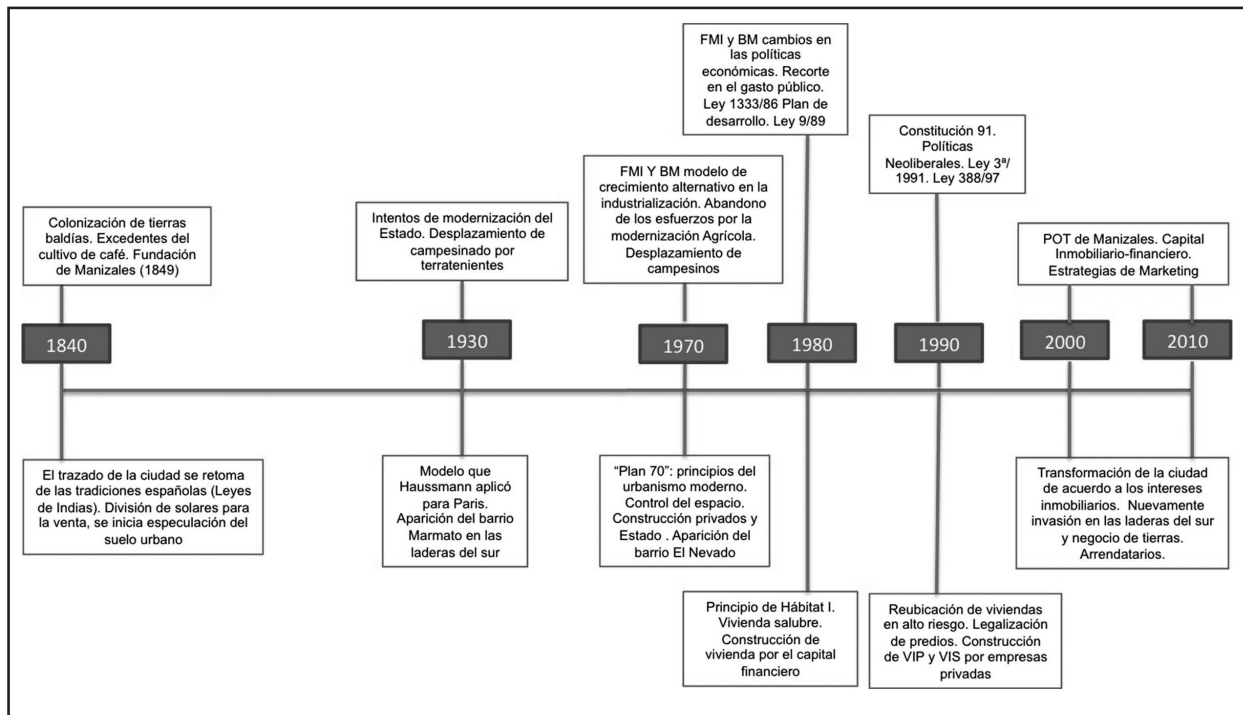 FMI y BM cambios en
las políticas
económicas. Recorte
en el gasto público.
Ley 1333/86 Plan de
desarrollo. Ley 9/89
Constitución 91.
Políticas
Neoliberales. Ley 3ª/
1991. Ley 388/97
FMI Y BM modelo de
crecimiento alternativo en la
industrialización. Abandono
de los esfuerzos por la
modernización Agrícola.
Desplazamiento de
campesinos
Colonización de tierras
baldías. Excedentes del
cultivo de café. Fundación
de Manizales (1849)
Intentos de modernización del
Estado. Desplazamiento de
campesinado por
terratenientes
POT de Manizales. Capital
Inmobiliario-financiero.
Estrategias de Marketing
1840
1930
1970
1980
1990
2000
2010
El trazado de la ciudad se retoma
de las tradiciones españolas (Leyes
de Indias). División de solares para
la venta, se inicia especulación del
suelo urbano
Modelo que
Haussmann aplicó
para Paris.
Aparición del barrio
Marmato en las
laderas del sur
“Plan 70”: principios del
urbanismo moderno.
Control del espacio.
Construcción privados y
Estado . Aparición del
barrio El Nevado
Transformación de la ciudad
de acuerdo a los intereses
inmobiliarios. Nuevamente
invasión en las laderas del sur
y negocio de tierras.
Arrendatarios.
Principio de Hábitat I.
Vivienda salubre.
Construcción de
vivienda por el capital
financiero
Reubicación de viviendas
en alto riesgo. Legalización
de predios. Construcción
de VIP y VIS por empresas
privadas